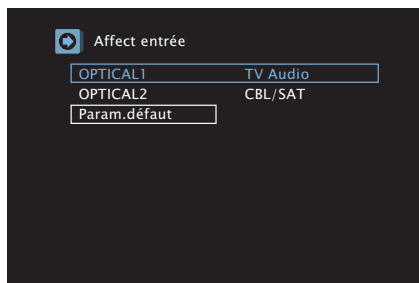 Affect entrée
OPTICAL1 TV Audio
OPTICAL2 CBL/SAT
Param.défaut